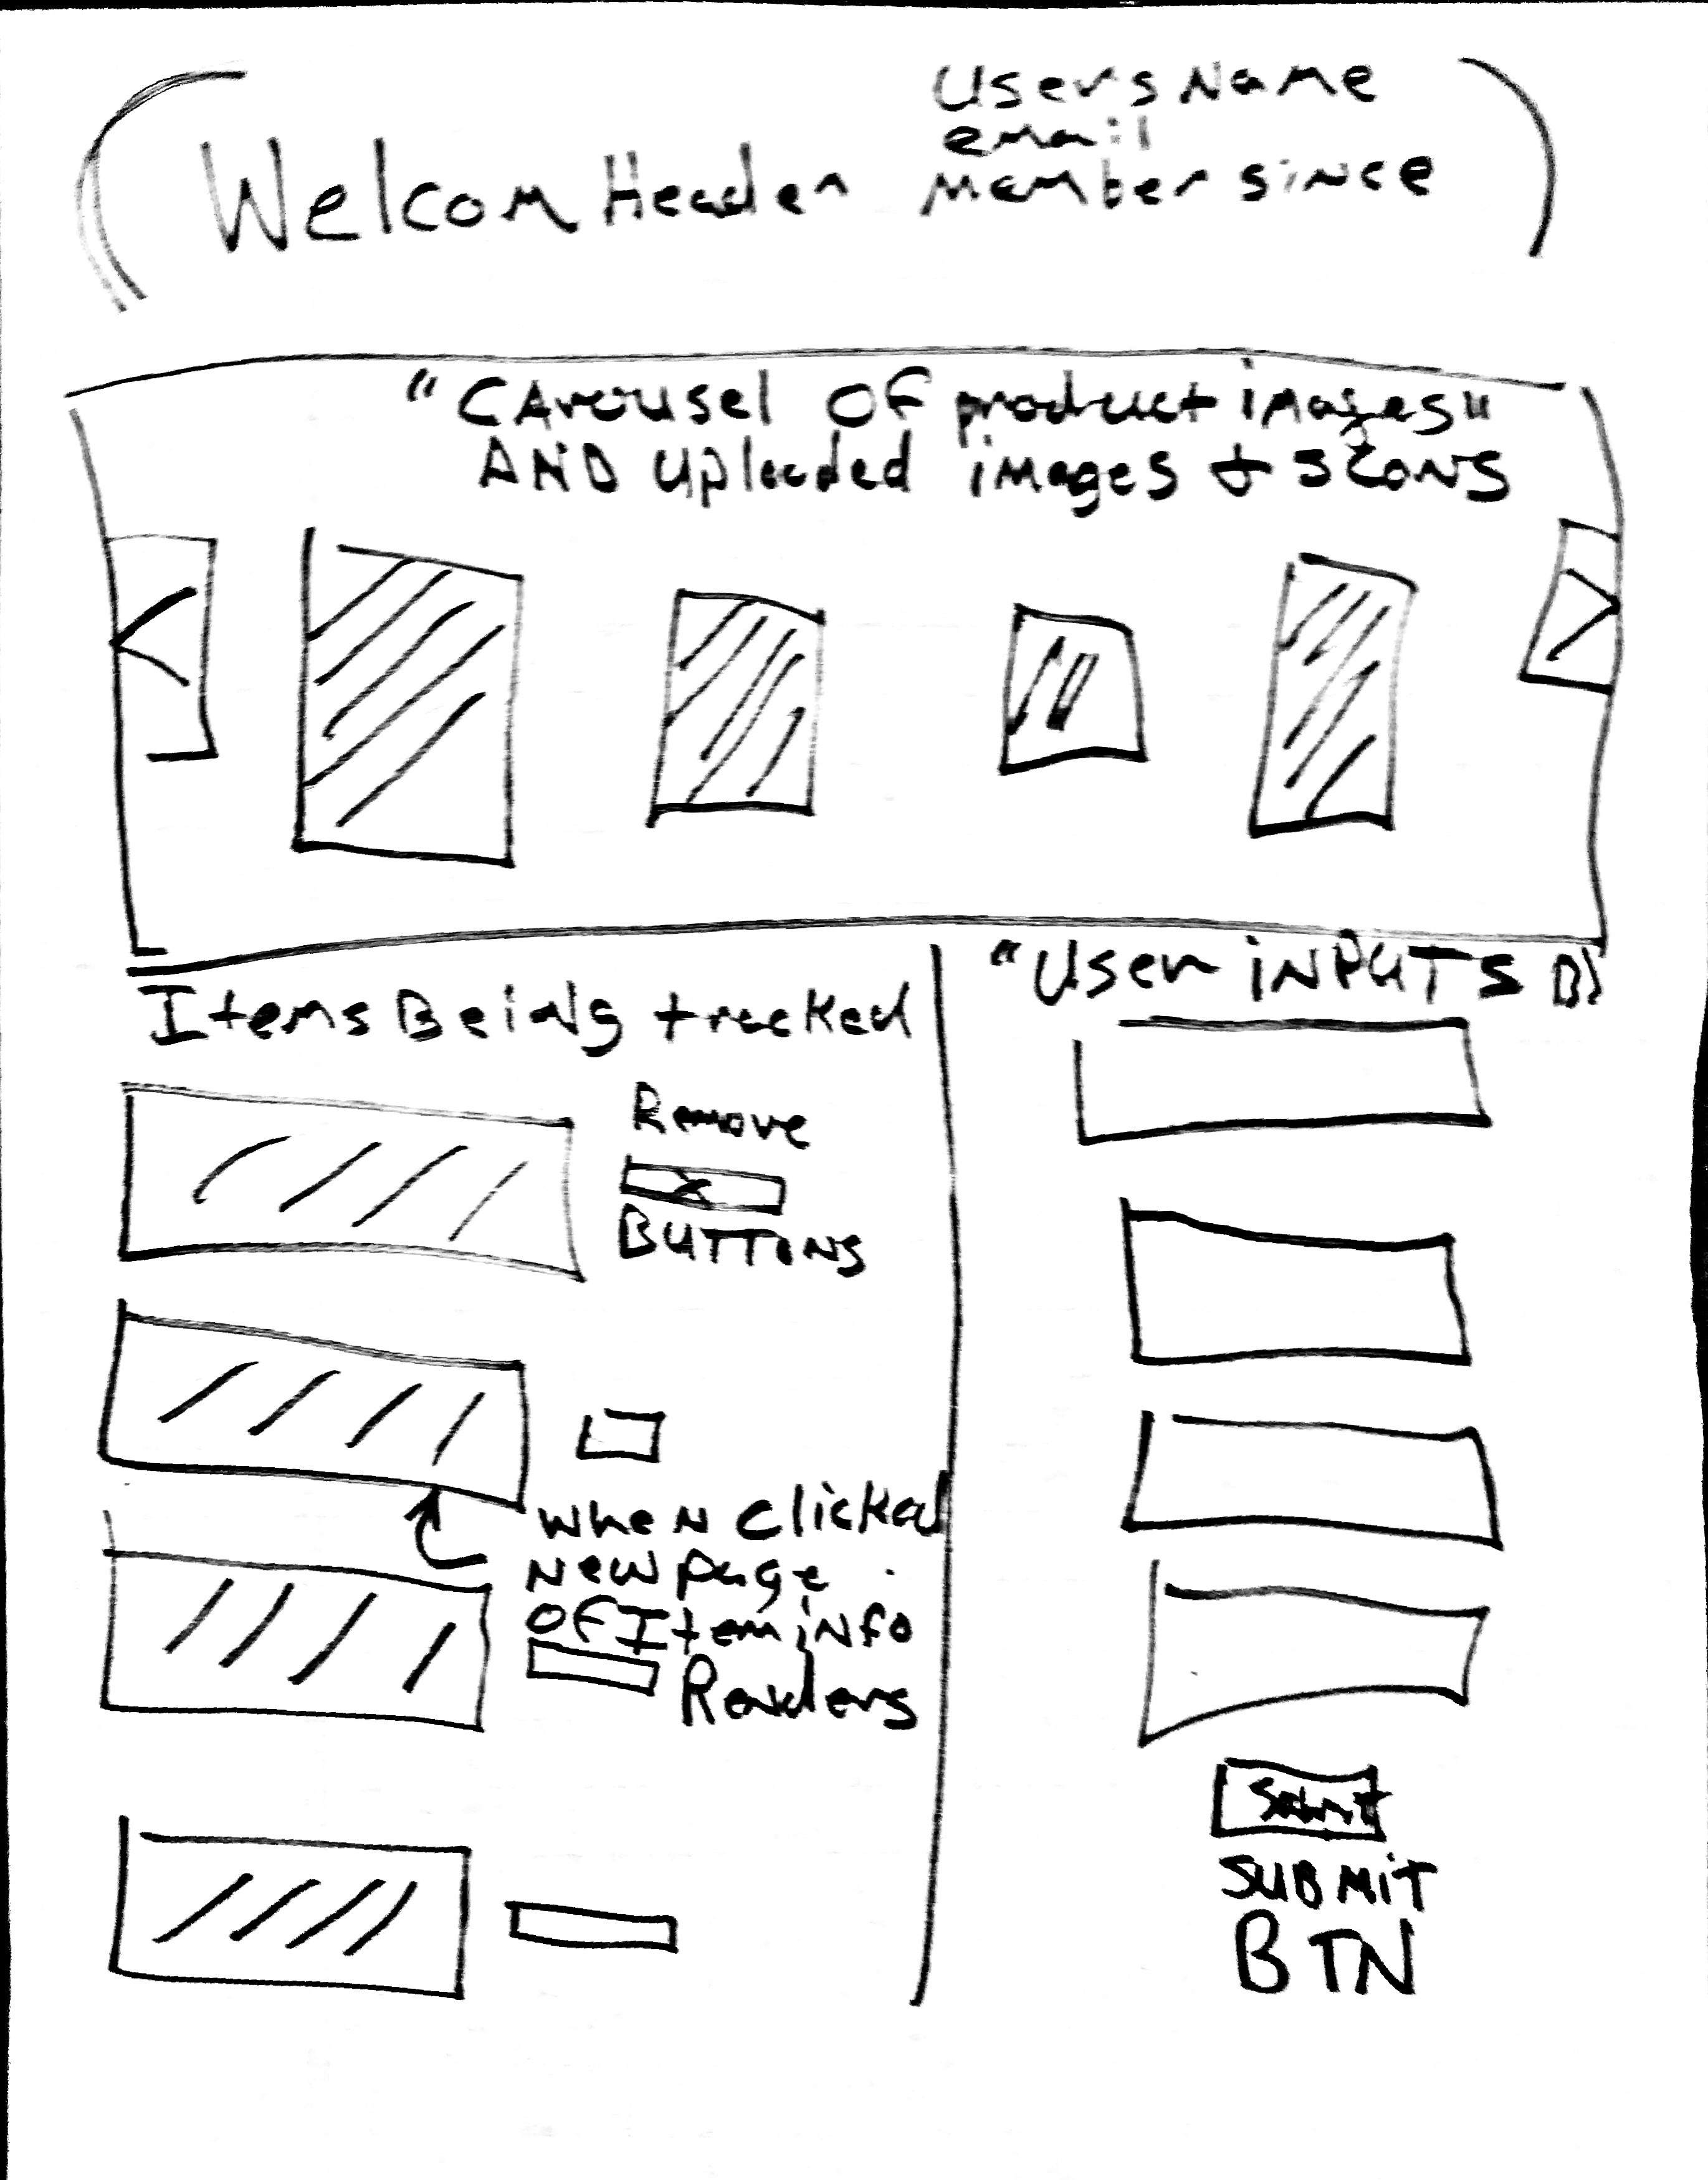 Welcom Header
Users Name
email
Member since
"Carousel of product images"
AND Uploaded images & Icons
Items Being tracked
Remove
x
BUTTONS
When Clicked
New page
OF Item info
Renders
"User INPUTS
Submit
SUBMIT
BTN